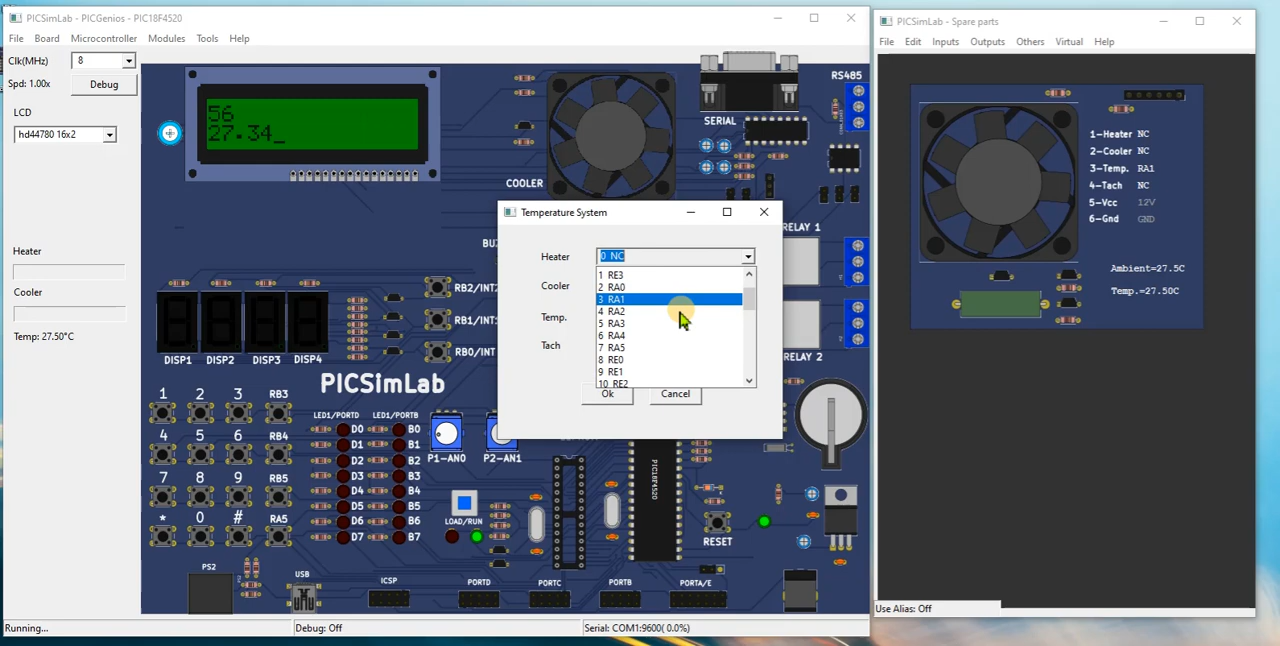 PICSimLab - PICGenios - PIC18F4520
File Board Microcontroller Modules Tools Help
Clk(MHz) 8
Spd: 1.00x Debug
LCD
hd44780 16x2
Heater
Cooler
Temp: 27.50°C
56
27.34_
COOLER
SERIAL
RS485
RELAY 1
RELAY 2
BU
RB2/INT
RB1/INT
RB0/INT
DISP1 DISP2 DISP3 DISP4
PICSimLab
1 2 3 RB3
4 5 6 RB4
7 8 9 RB5
* 0 # RA5
LED1/PORTD LED1/PORTB
D0 B0
D1 B1
D2 B2
D3 B3
D4 B4
D5 B5
D6 B6
D7 B7
P1-AN0 P2-AN1
LOAD/RUN
PIC18F4520
RESET
PS2 USB ICSP PORTD PORTC PORTB PORTA/E
Running... Debug: Off Serial: COM1:9600( 0.0%)
Temperature System
Heater 0 NC
Cooler
Temp.
Tach
1 RE3
2 RA0
3 RA1
4 RA2
5 RA3
6 RA4
7 RA5
8 RE0
9 RE1
10 RE2
Ok Cancel
PICSimLab - Spare parts
File Edit Inputs Outputs Others Virtual Help
1-Heater NC
2-Cooler NC
3-Temp. RA1
4-Tach NC
5-Vcc 12V
6-Gnd GND
Ambient=27.5C
Temp.=27.50C
Use Alias: Off